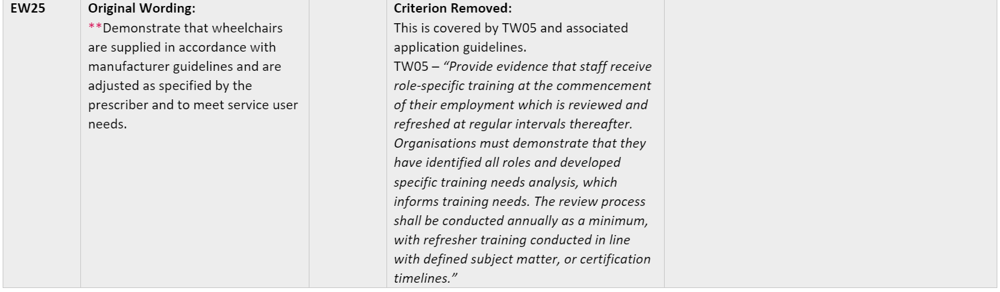 EW25
Original Wording:
**Demonstrate that wheelchairs
are supplied in accordance with
manufacturer guidelines and are
adjusted as specified by the
prescriber and to meet service user
needs.
Criterion Removed:
This is covered by TW05 and associated
application guidelines.
TW05 – “Provide evidence that staff receive
role-specific training at the commencement
of their employment which is reviewed and
refreshed at regular intervals thereafter.
Organisations must demonstrate that they
have identified all roles and developed
specific training needs analysis, which
informs training needs. The review process
shall be conducted annually as a minimum,
with refresher training conducted in line
with defined subject matter, or certification
timelines.”